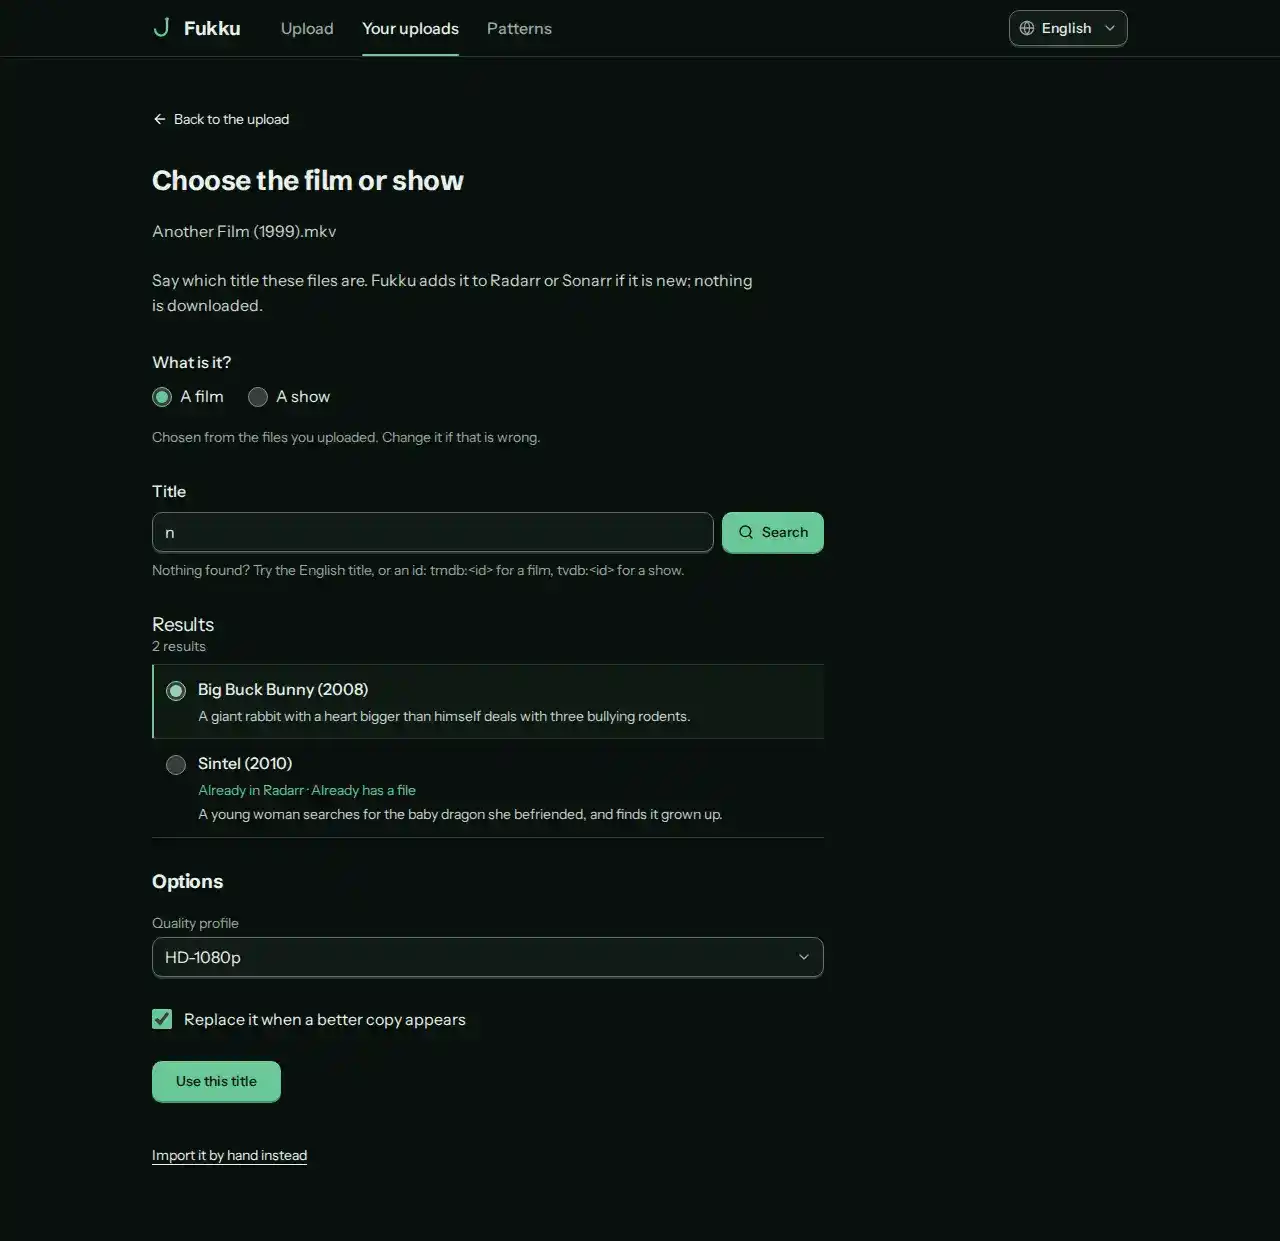 Fukku
Upload
Your uploads
Patterns
English
Back to the upload
Choose the film or show
Another Film (1999).mkv
Say which title these files are. Fukku adds it to Radarr or Sonarr if it is new; nothing
is downloaded.
What is it?
A film
A show
Chosen from the files you uploaded. Change it if that is wrong.
Title
n
Search
Nothing found? Try the English title, or an id: tmdb:<id> for a film, tvdb:<id> for a show.
Results
2 results
Big Buck Bunny (2008)
A giant rabbit with a heart bigger than himself deals with three bullying rodents.
Sintel (2010)
Already in Radarr · Already has a file
A young woman searches for the baby dragon she befriended, and finds it grown up.
Options
Quality profile
HD-1080p
Replace it when a better copy appears
Use this title
Import it by hand instead